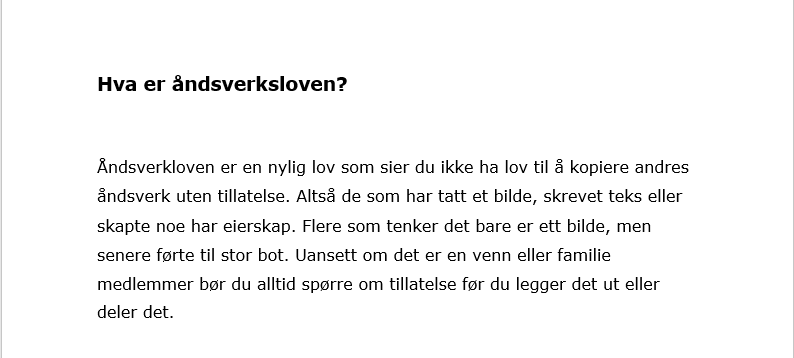 Hva er åndsverksloven?
Åndsverkloven er en nylig lov som sier du ikke ha lov til å kopiere andres
åndsverk uten tillatelse. Altså de som har tatt et bilde, skrevet teks eller
skapte noe har eierskap. Flere som tenker det bare er ett bilde, men
senere førte til stor bot. Uansett om det er en venn eller familie
medlemmer bør du alltid spørre om tillatelse før du legger det ut eller
deler det.